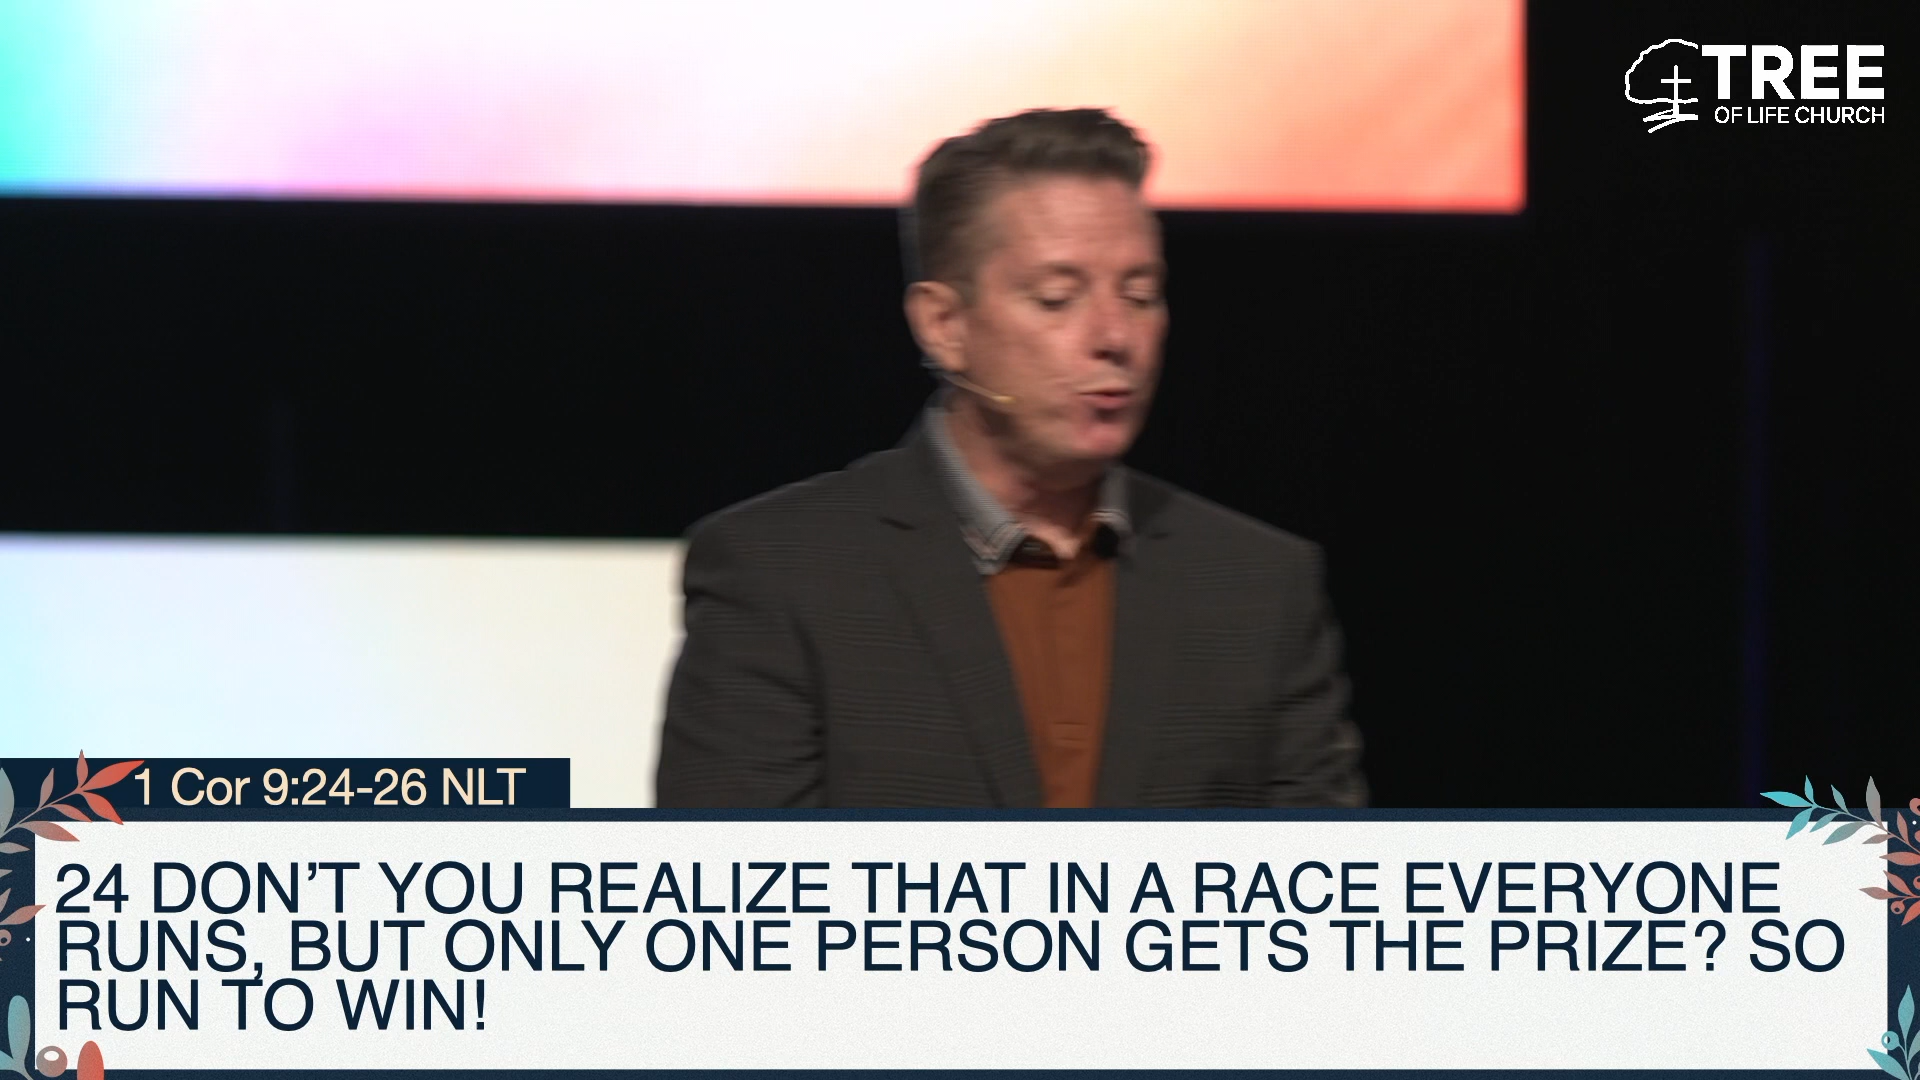 TREE
OF LIFE CHURCH
1 Cor 9:24-26 NLT
24 DON’T YOU REALIZE THAT IN A RACE EVERYONE
RUNS, BUT ONLY ONE PERSON GETS THE PRIZE? SO
RUN TO WIN!